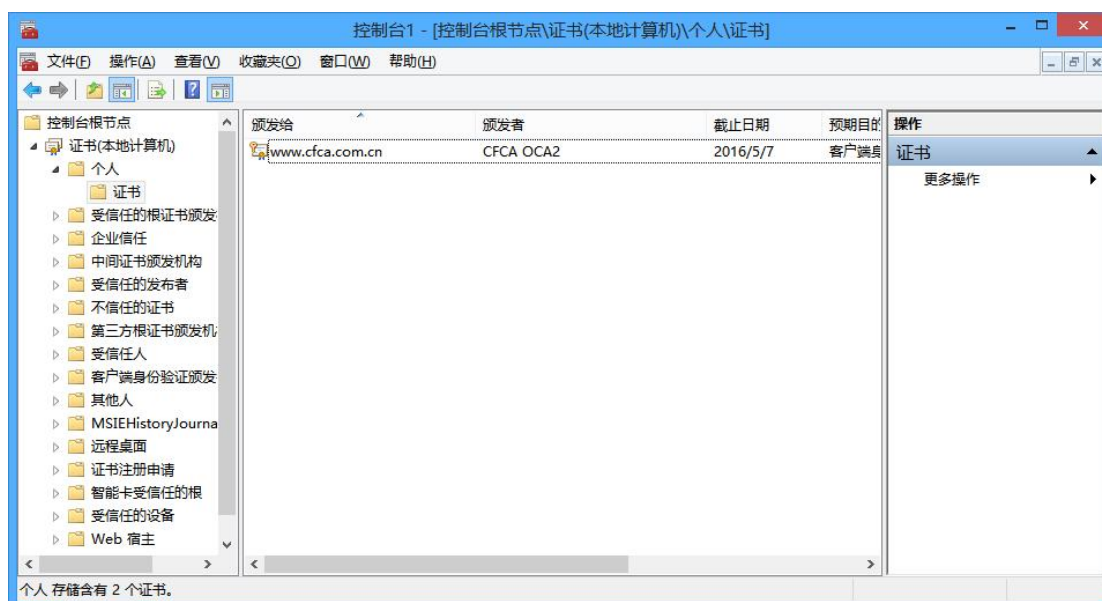 控制台1 - [控制台根节点\证书(本地计算机)\个人\证书]
文件(F) 操作(A) 查看(V) 收藏夹(O) 窗口(W) 帮助(H)
控制台根节点
证书(本地计算机)
个人
证书
受信任的根证书颁发
企业信任
中间证书颁发机构
受信任的发布者
不信任的证书
第三方根证书颁发机
受信任人
客户端身份验证颁发
其他人
MSIEHistoryJourna
远程桌面
证书注册申请
智能卡受信任的根
受信任的设备
Web 宿主
颁发给 颁发者 截止日期 预期目的
www.cfca.com.cn CFCA OCA2 2016/5/7 客户端身
操作
证书
更多操作
个人 存储含有 2 个证书。